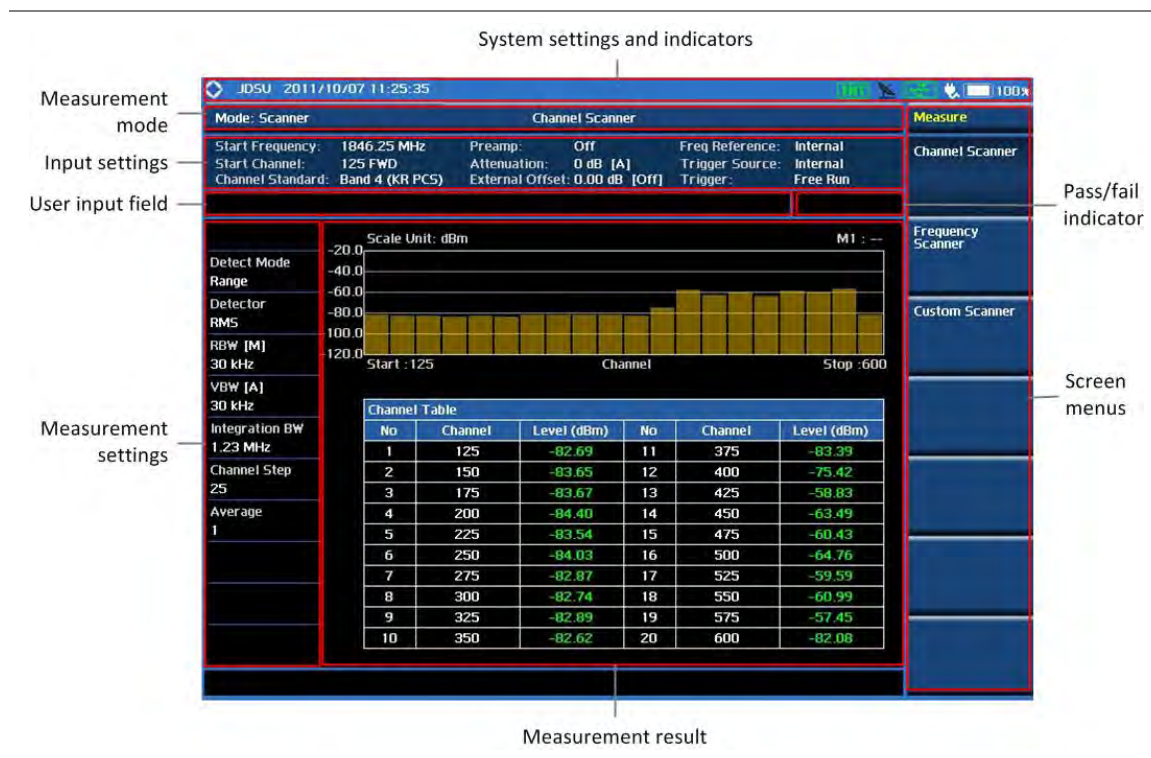 System settings and indicators
JDSU 2011/10/07 11:25:35
100%
Measurement mode
Mode: Scanner Channel Scanner
Measure
Input settings
Start Frequency: 1846.25 MHz Preamp: Off Freq Reference: Internal
Start Channel: 125 FWD Attenuation: 0 dB [A] Trigger Source: Internal
Channel Standard: Band 4 (KR PCS) External Offset: 0.00 dB [Off] Trigger: Free Run
Channel Scanner
User input field
Pass/fail indicator
Frequency Scanner
Custom Scanner
Screen menus
Measurement settings
Detect Mode
Range
Detector
RMS
RBW [M]
30 kHz
VBW [A]
30 kHz
Integration BW
1.23 MHz
Channel Step
25
Average
1
Scale Unit: dBm M1 : --
-20.0
-40.0
-60.0
-80.0
100.0
-120.0
Start :125 Channel Stop :600
Channel Table
No Channel Level (dBm) No Channel Level (dBm)
1 125 -82.69 11 375 -83.39
2 150 -83.65 12 400 -75.42
3 175 -83.67 13 425 -58.83
4 200 -84.40 14 450 -63.49
5 225 -83.54 15 475 -60.43
6 250 -84.03 16 500 -64.76
7 275 -82.87 17 525 -59.59
8 300 -82.74 18 550 -60.99
9 325 -82.89 19 575 -57.45
10 350 -82.62 20 600 -82.08
Measurement result